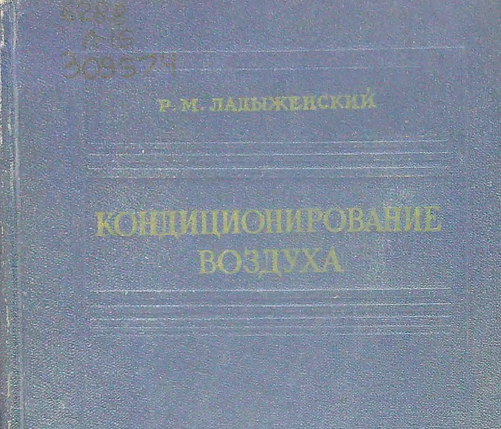 309574
Р. М. ЛАДЫЖЕНСКИЙ
КОНДИЦИОНИРОВАНИЕ
ВОЗДУХА